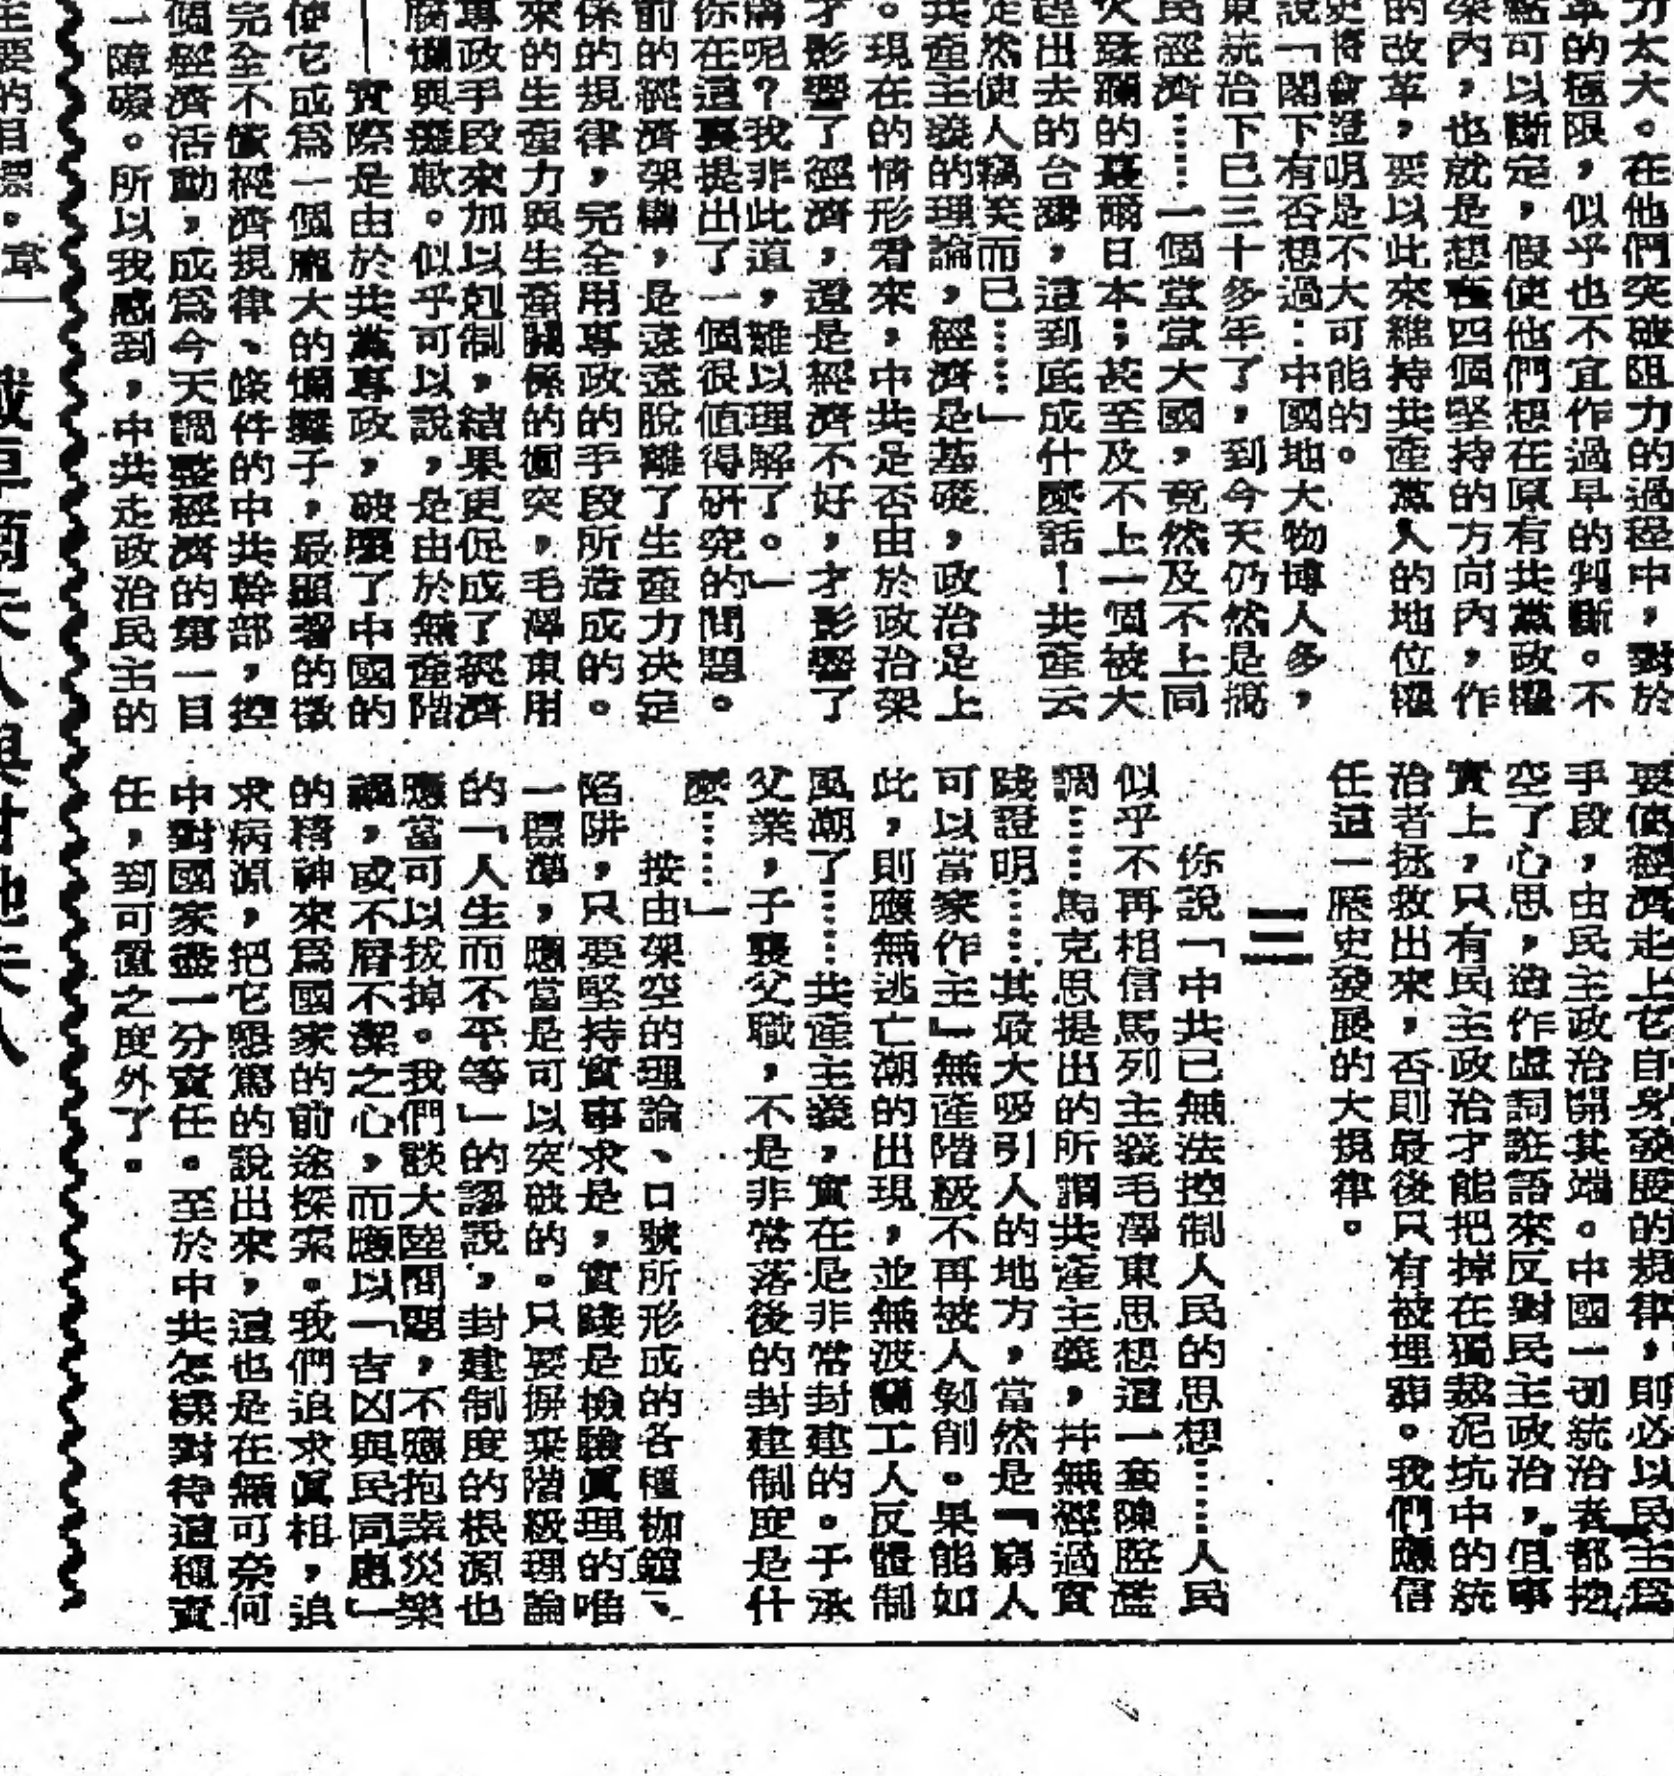 力太大。在他們突破阻力的過程中，對於
革的極限，似乎也不宜作過早的判斷。不
點可以斷定，假使他們想在原有共黨政權
架內，也就是想在四個堅持的方向內，作
的改革，要以此來維持共產黨人的地位權
史將會證明是不大可能的。
說「閣下有否想過：中國地大物博人多，
東統治下已三十多年了，到今天仍然是搞
民經濟……一個堂堂大國，竟然及不上同
火蹂躪的蕞爾日本；甚至及不上一個被大
趕出去的台灣，這到底成什麼話！共產云
定然使人竊笑而已……」
共產主義的理論，經濟是基礎，政治是上
。現在的情形看來，中共是否由於政治架
才影響了經濟，還是經濟不好，才影響了
構呢？我非此道，難以理解了。」
你在這裏提出了一個很值得研究的問題。
前的經濟架構，是遠遠脫離了生產力決定
係的規律，完全用專政的手段所造成的。
來的生產力與生產關係的衝突，毛澤東用
專政手段來加以剋制，結果更促成了經濟
腐爛與癱瘓。似乎可以說，是由於無產階
——實際是由於共黨專政，破壞了中國的
使它成爲一個龐大的爛攤子，最顯著的徵
完全不懂經濟規律、條件的中共幹部，控
個經濟活動，成爲今天調整經濟的第一目
一障礙。所以我感到，中共走政治民主的
要使經濟走上它自身發展的規律，則必以民主爲
手段，由民主政治開其端。中國一切統治者都挖
空了心思，造作虛詞誑語來反對民主政治，但事
實上，只有民主政治才能把掉在獨裁泥坑中的統
治者拯救出來，否則最後只有被埋葬。我們應信
任這一歷史發展的大規律。
三
你說「中共已無法控制人民的思想……人民
似乎不再相信馬列主義毛澤東思想這一套陳腔濫
調……馬克思提出的所謂共產主義，幷無經過實
踐證明……其最大吸引人的地方，當然是『窮人
可以當家作主』無產階級不再被人剝削。果能如
此，則應無逃亡潮的出現，並無波蘭工人反體制
風潮了……共產主義，實在是非常封建的。子承
父業，子襲父職，不是非常落後的封建制度是什
麼……」
按由架空的理論、口號所形成的各種枷鎖、
陷阱，只要堅持實事求是，實踐是檢驗眞理的唯
一標準，應當是可以突破的。只要摒棄階級理論
的「人生而不平等」的謬說，封建制度的根源也
應當可以拔掉。我們談大陸問題，不應抱幸災樂
禍，或不屑不潔之心，而應以「吉凶與民同患」
的精神來爲國家的前途探索。我們追求眞相，追
求病源，把它懇篤的說出來，這也是在無可奈何
中對國家盡一分責任。至於中共怎樣對待這種責
任，到可置之度外了。
主要的目標。韋一